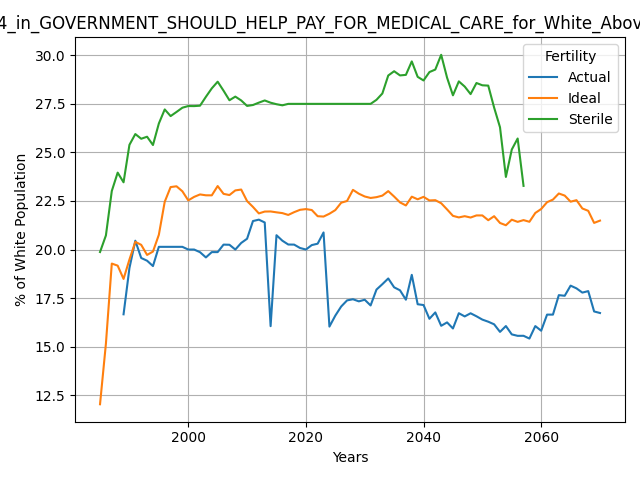 4_in_GOVERNMENT_SHOULD_HELP_PAY_FOR_MEDICAL_CARE_for_White_Abov
Fertility
Actual
Ideal
Sterile
% of White Population
30.0
27.5
25.0
22.5
20.0
17.5
15.0
12.5
2000
2020
2040
2060
Years